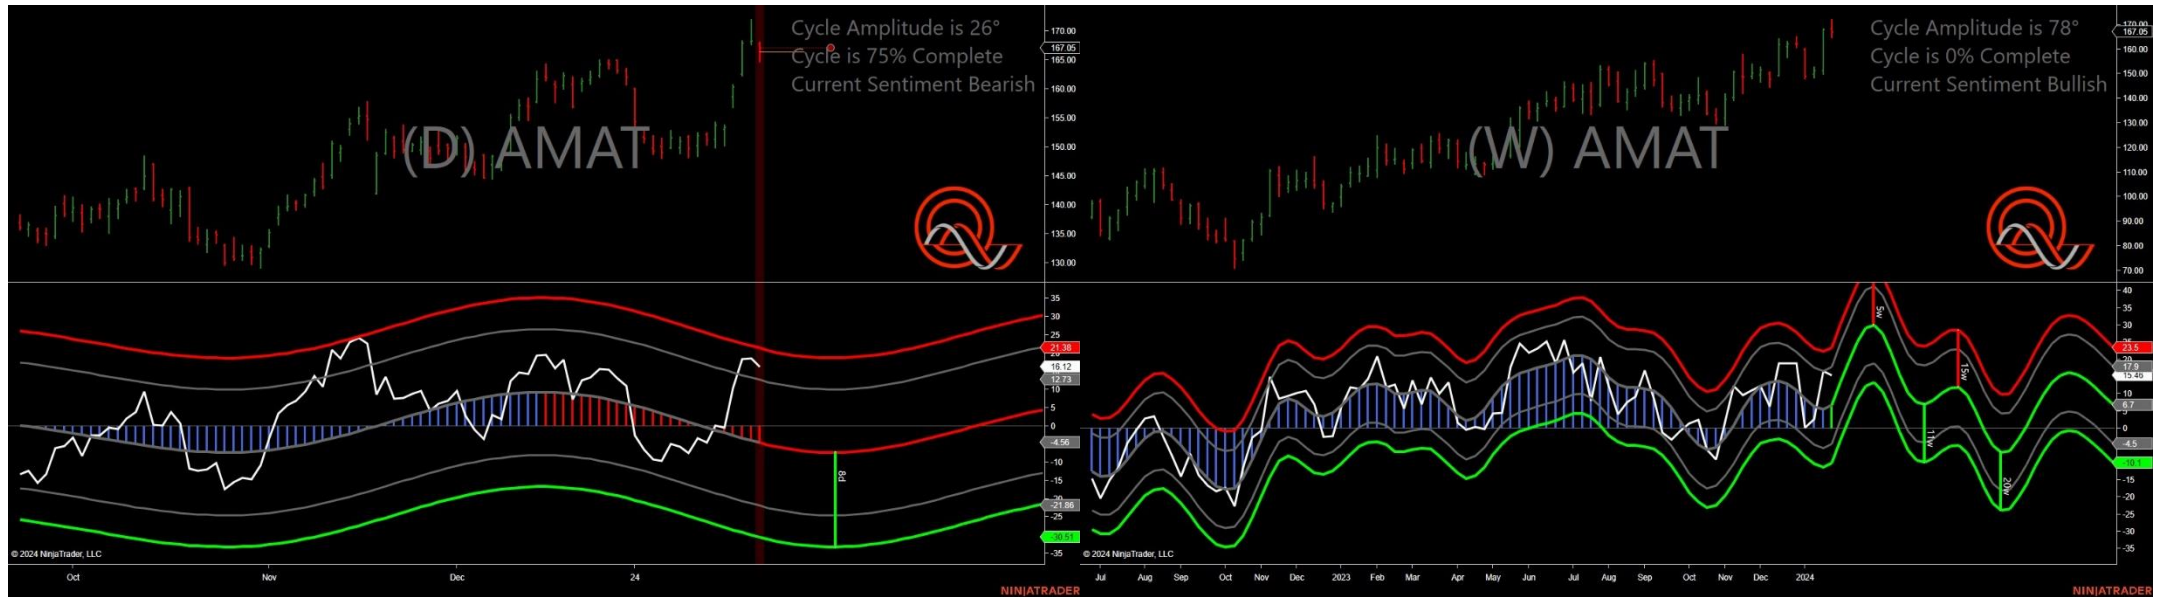 Cycle Amplitude is 26°
Cycle is 75% Complete
Current Sentiment Bearish
(D) AMAT
170.00
167.05
165.00
160.00
155.00
150.00
145.00
140.00
135.00
130.00
35
30
25
21.38
16.12
12.73
10
5
0
-4.56
-10
-15
-21.86
-25
-30.51
-35
8d
© 2024 NinjaTrader, LLC
Oct Nov Dec 24
NINJATRADER
Cycle Amplitude is 78°
Cycle is 0% Complete
Current Sentiment Bullish
(W) AMAT
170.00
167.05
160.00
150.00
140.00
130.00
120.00
110.00
100.00
90.00
80.00
70.00
40
35
30
23.5
20
17.9
15.46
6.7
5
0
-4.5
-10.1
-15
-20
-25
-30
-35
5w
15w
11w
20w
© 2024 NinjaTrader, LLC
Jul Aug Sep Oct Nov Dec 2023 Feb Mar Apr May Jun Jul Aug Sep Oct Nov Dec 2024
NINJATRADER